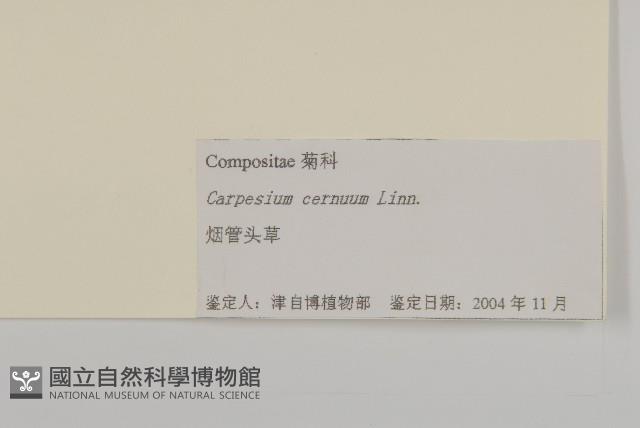 Compositae 菊科
Carpesium cernuum Linn.
烟管头草
鉴定人：津自博植物部 鉴定日期：2004 年 11 月
國立自然科學博物館
NATIONAL MUSEUM OF NATURAL SCIENCE